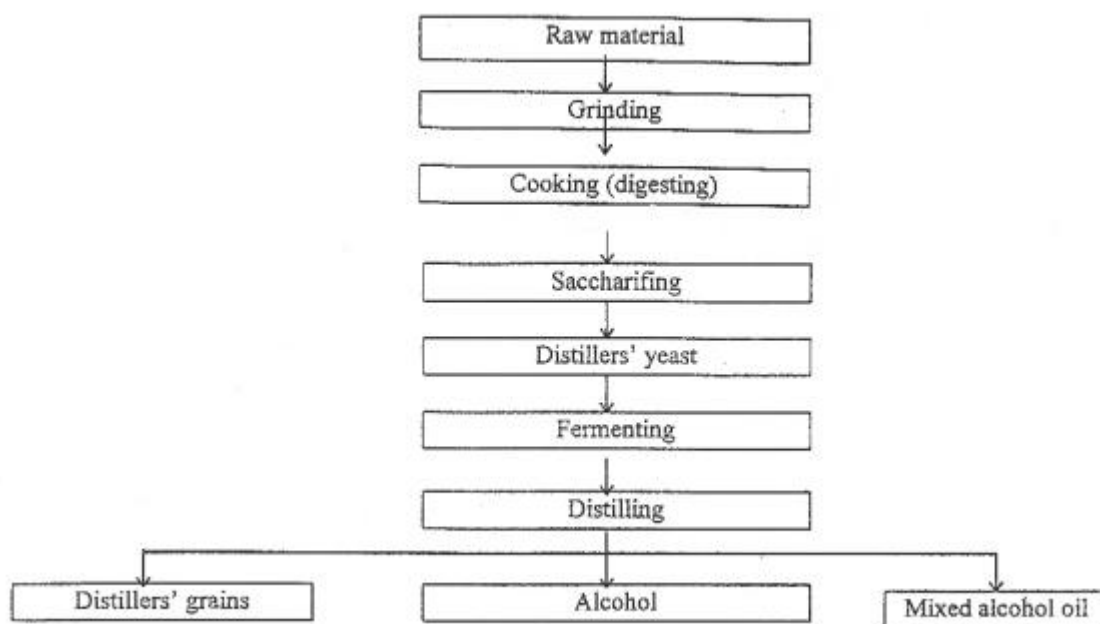 Raw material
Grinding
Cooking (digesting)
Saccharifing
Distillers' yeast
Fermenting
Distilling
Distillers' grains
Alcohol
Mixed alcohol oil